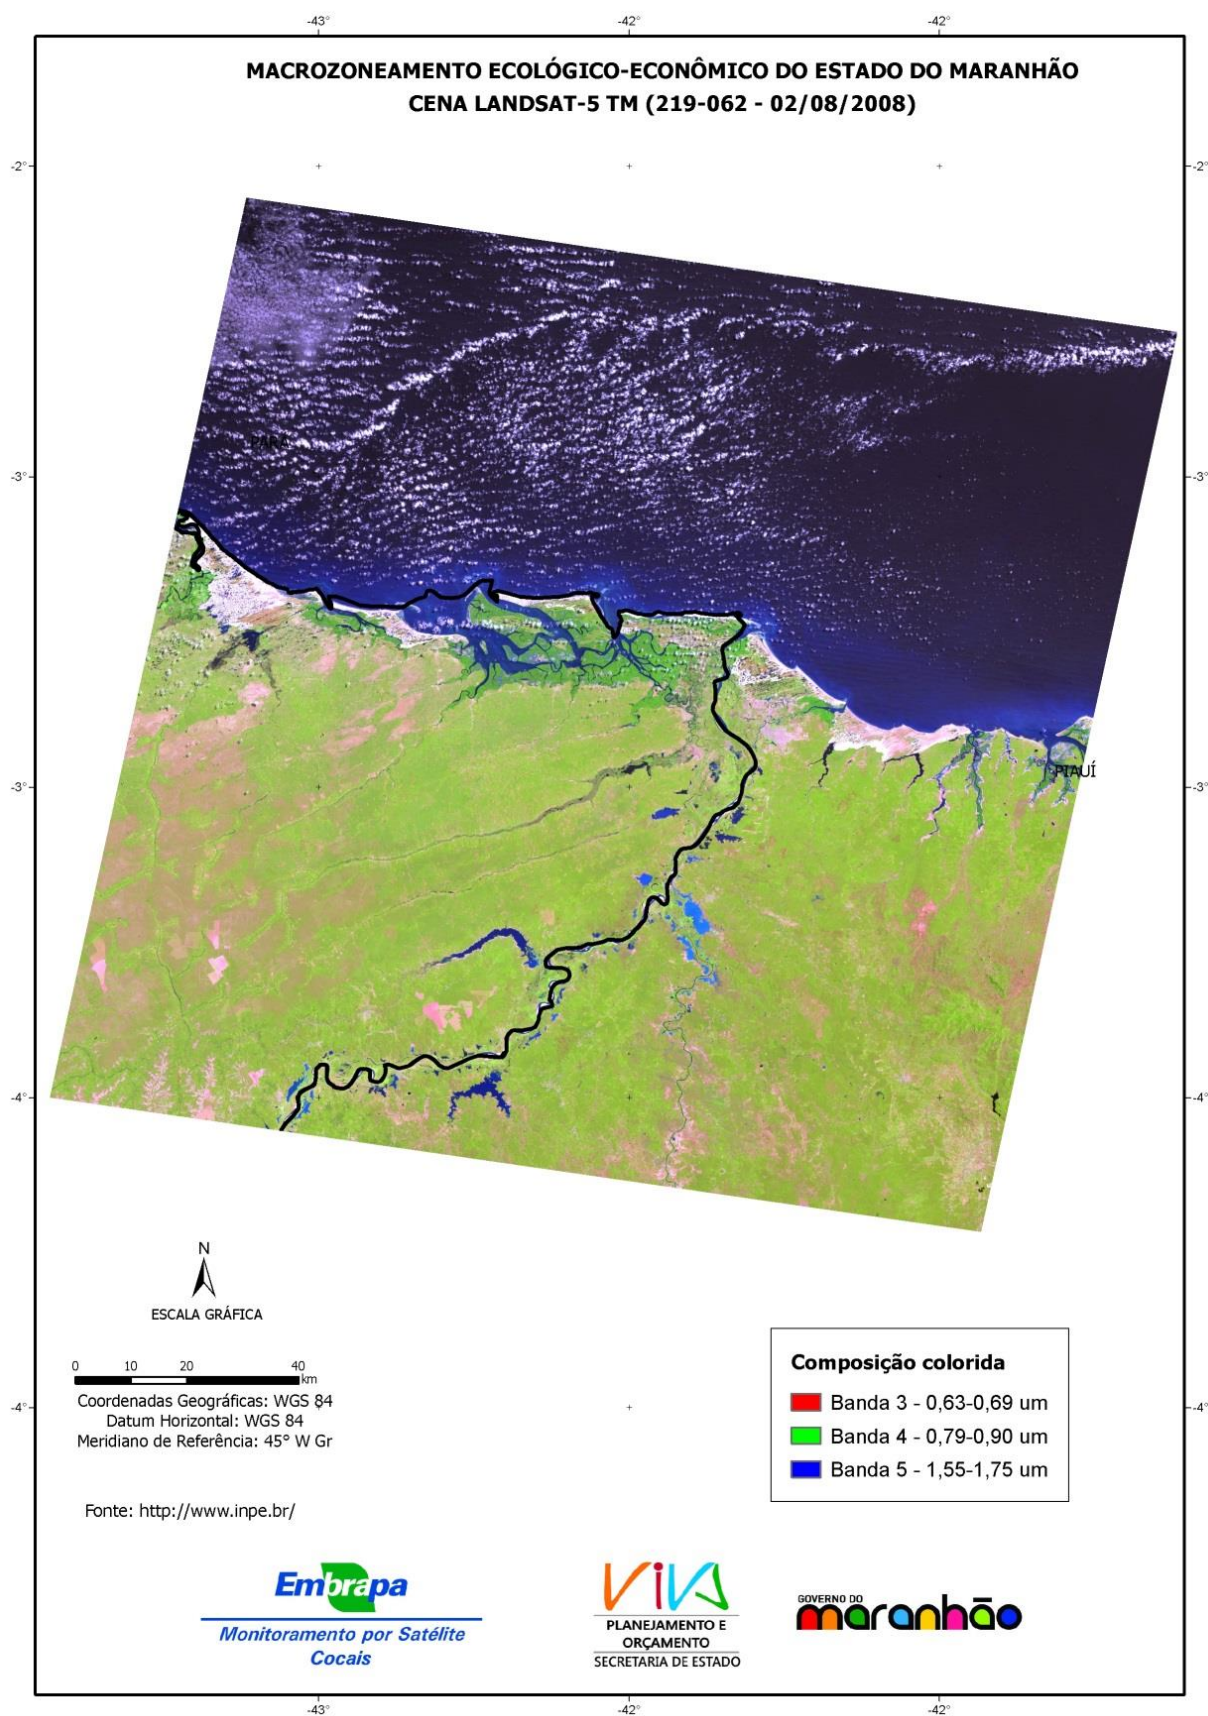 -43°
-42°
-42°
MACROZONEAMENTO ECOLÓGICO-ECONÔMICO DO ESTADO DO MARANHÃO
CENA LANDSAT-5 TM (219-062 - 02/08/2008)
-2°
-2°
PARÁ
-3°
-3°
PIAUÍ
-3°
-3°
-4°
-4°
N
ESCALA GRÁFICA
0 10 20 40
km
Coordenadas Geográficas: WGS 84
Datum Horizontal: WGS 84
Meridiano de Referência: 45° W Gr
Composição colorida
Banda 3 - 0,63-0,69 um
Banda 4 - 0,79-0,90 um
Banda 5 - 1,55-1,75 um
-4°
-4°
Fonte: http://www.inpe.br/
Embrapa
Monitoramento por Satélite
Cocais
VIVA
PLANEJAMENTO E
ORÇAMENTO
SECRETARIA DE ESTADO
GOVERNO DO
maranhão
-43°
-42°
-42°